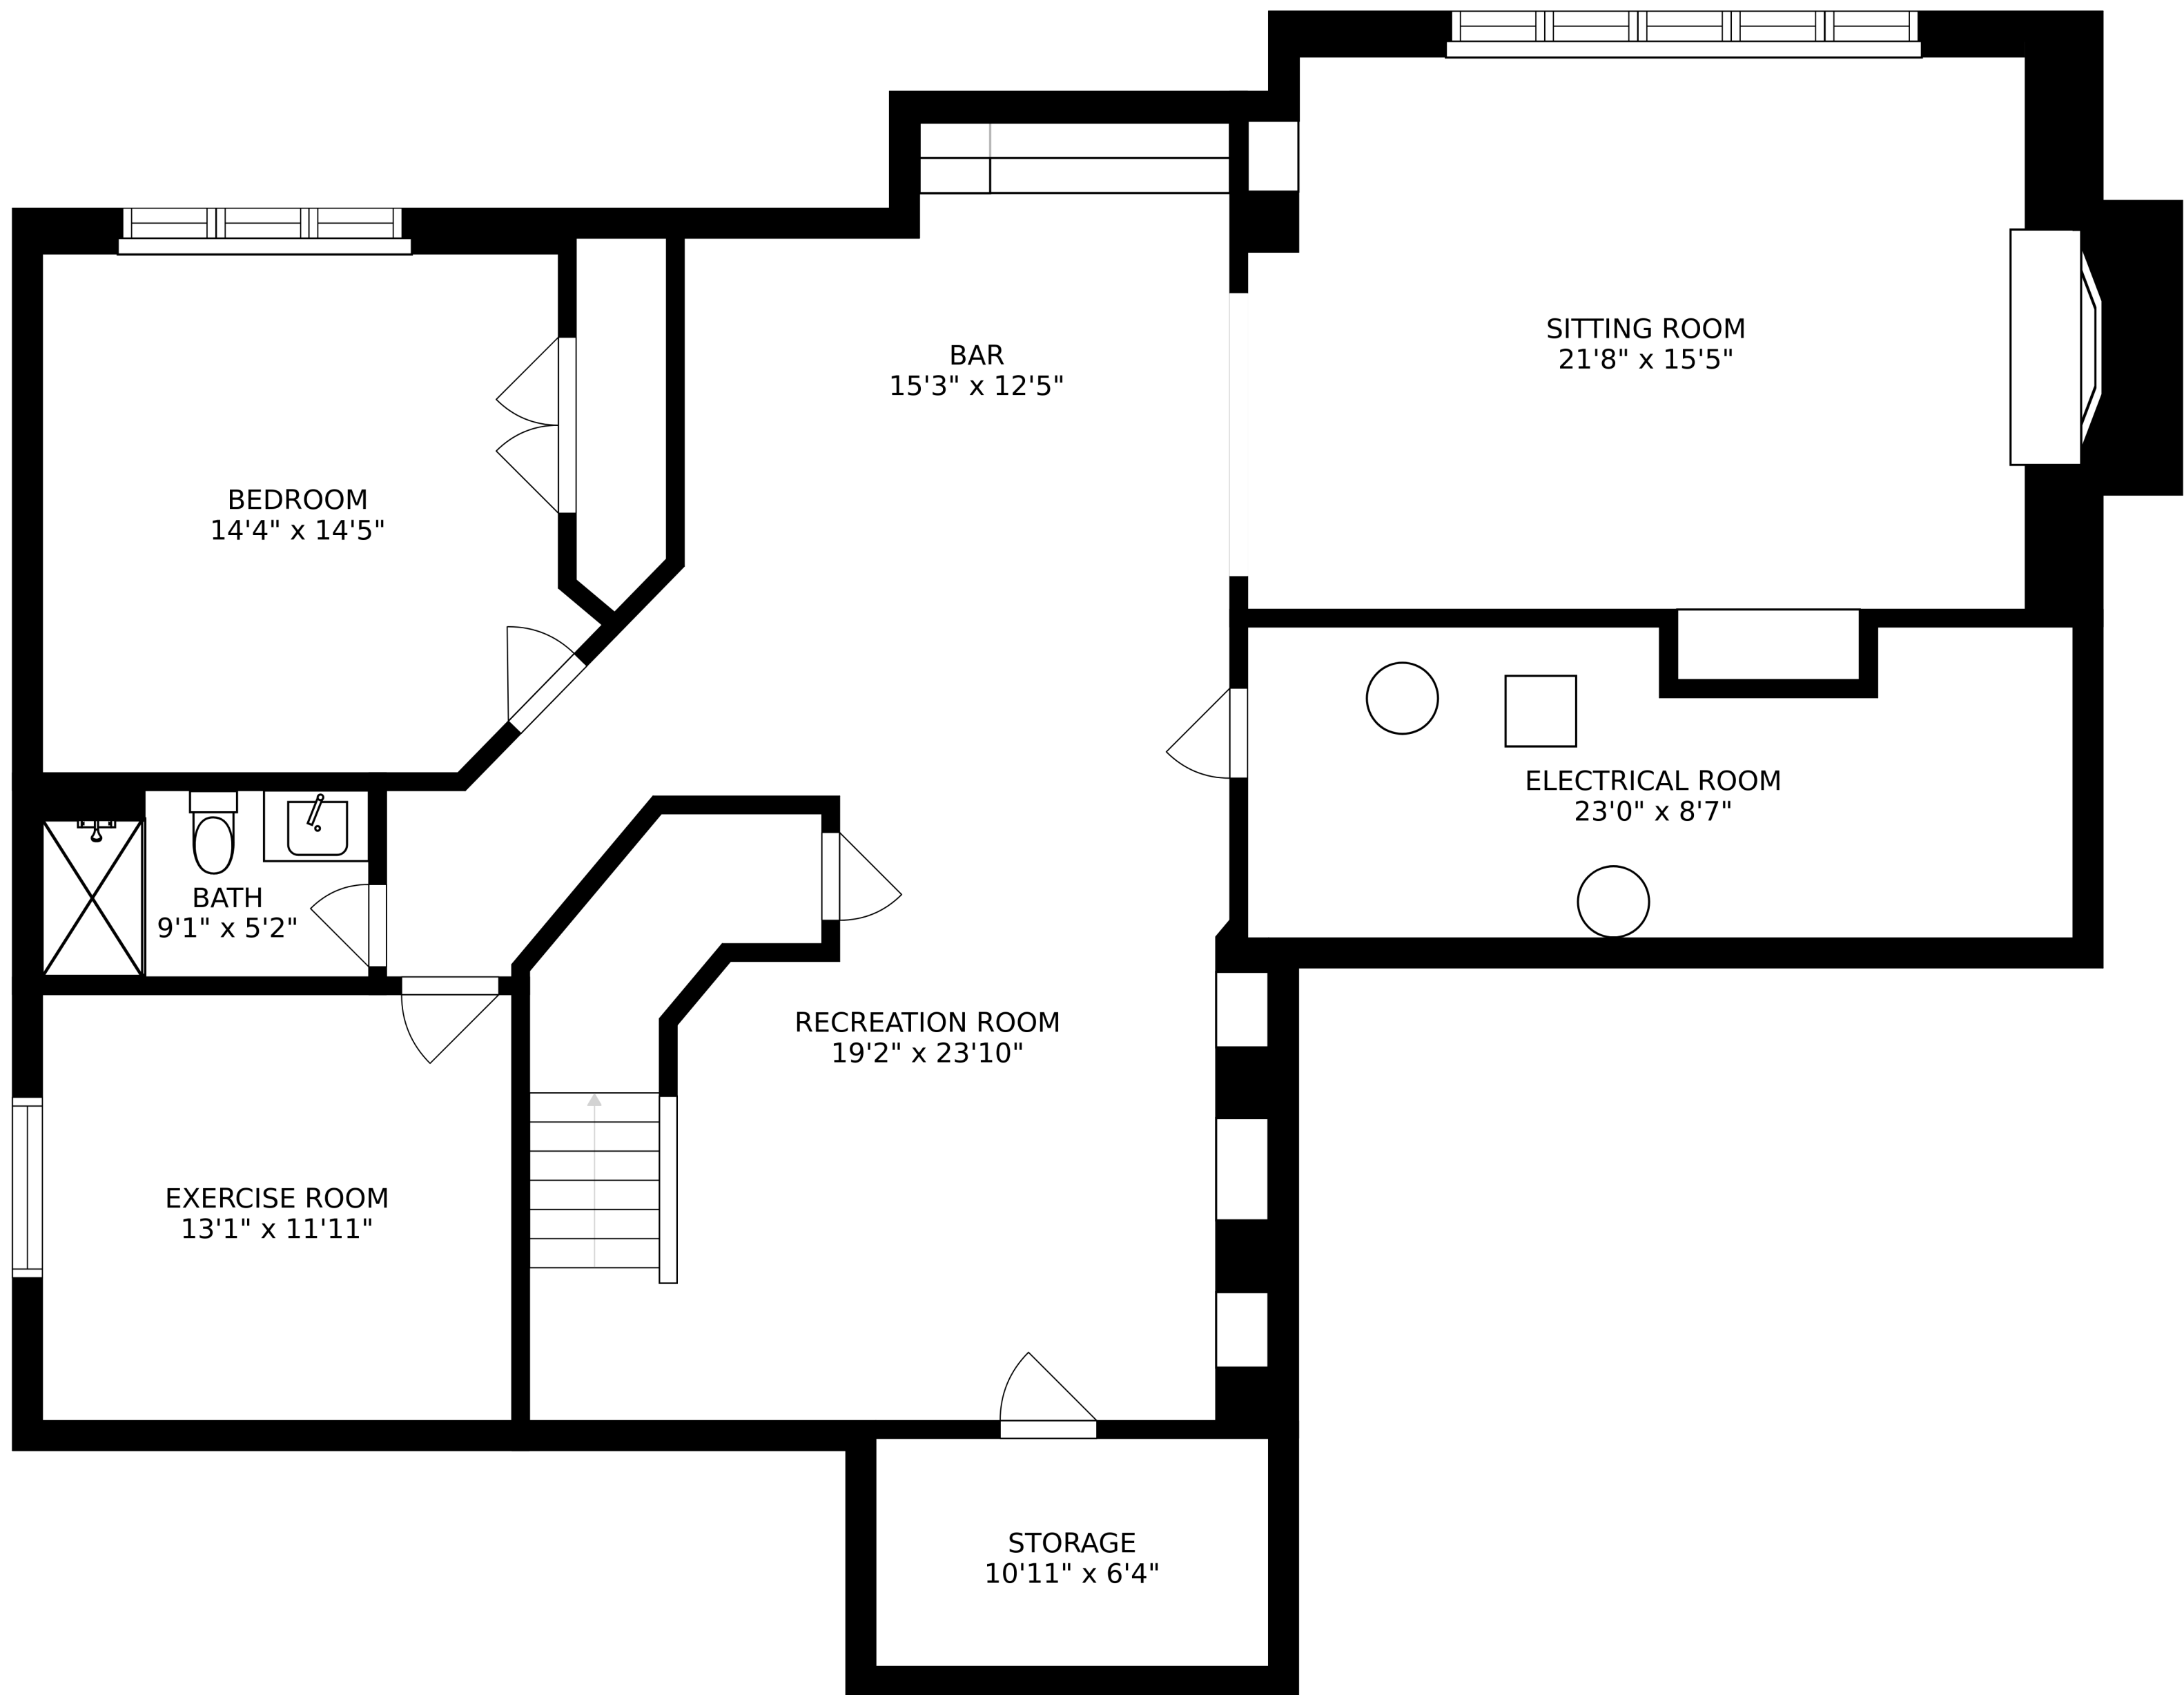 SITTING ROOM
21'8" x 15'5"
BAR
15'3" x 12'5"
BEDROOM
14'4" x 14'5"
ELECTRICAL ROOM
23'0" x 8'7"
BATH
9'1" x 5'2"
RECREATION ROOM
19'2" x 23'10"
EXERCISE ROOM
13'1" x 11'11"
STORAGE
10'11" x 6'4"